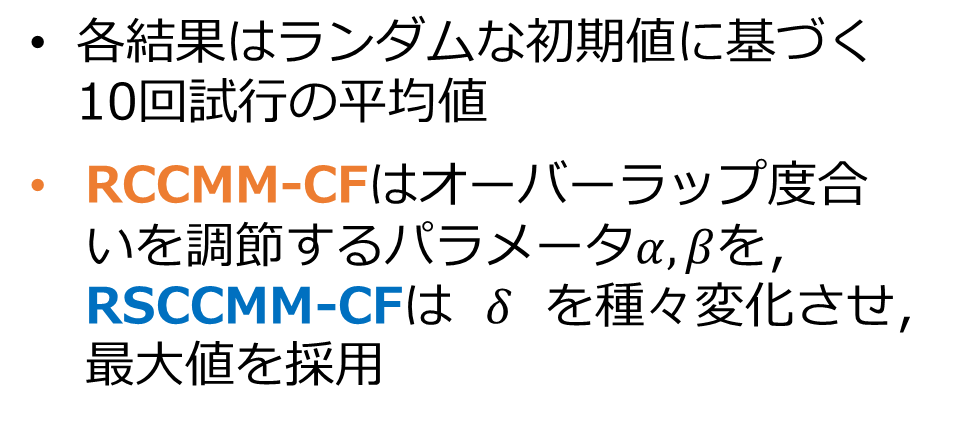 • 各結果はランダムな初期値に基づく
10回試行の平均値
• RCCMM-CFはオーバーラップ度合
いを調節するパラメータα,βを,
RSCCMM-CFは δ を種々変化させ,
最大値を採用